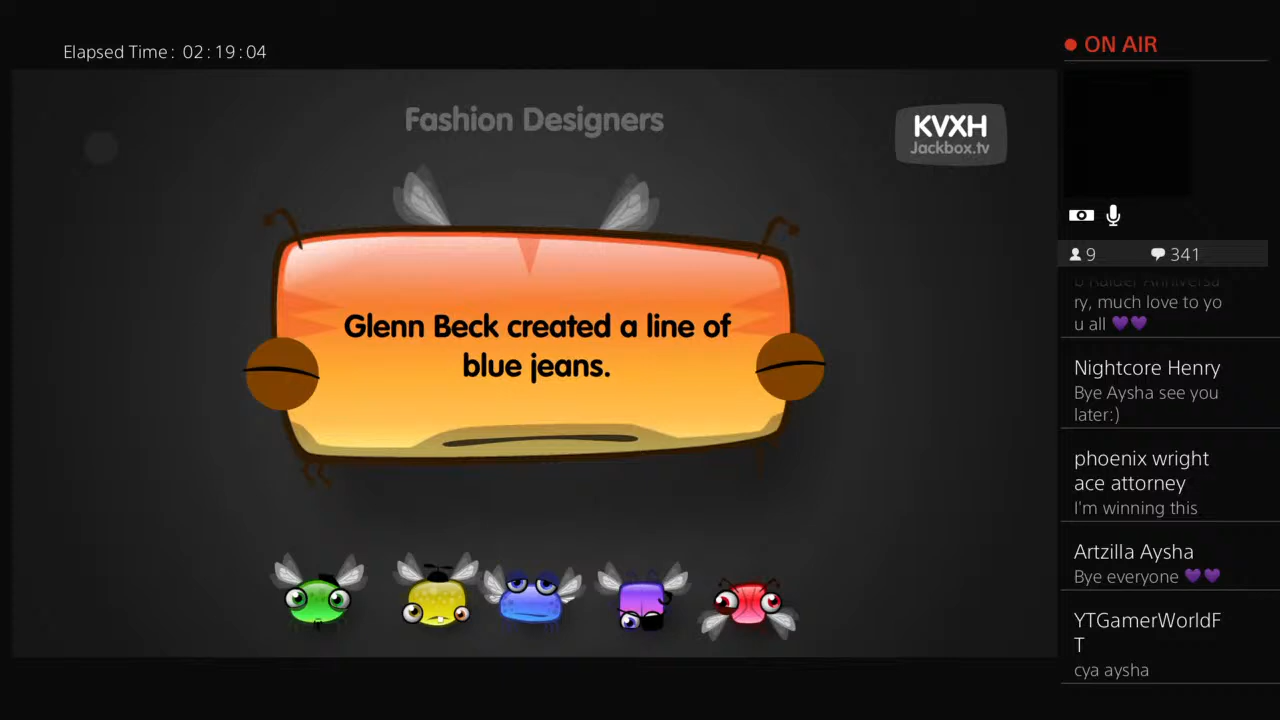 Elapsed Time: 02:19:04
ON AIR
Fashion Designers
KVXH
Jackbox.tv
Glenn Beck created a line of
blue jeans.
9
341
b Raider Anniversa
ry, much love to yo
u all 💜💜
Nightcore Henry
Bye Aysha see you
later:)
phoenix wright
ace attorney
I'm winning this
Artzilla Aysha
Bye everyone 💜💜
YTGamerWorldF
T
cya aysha